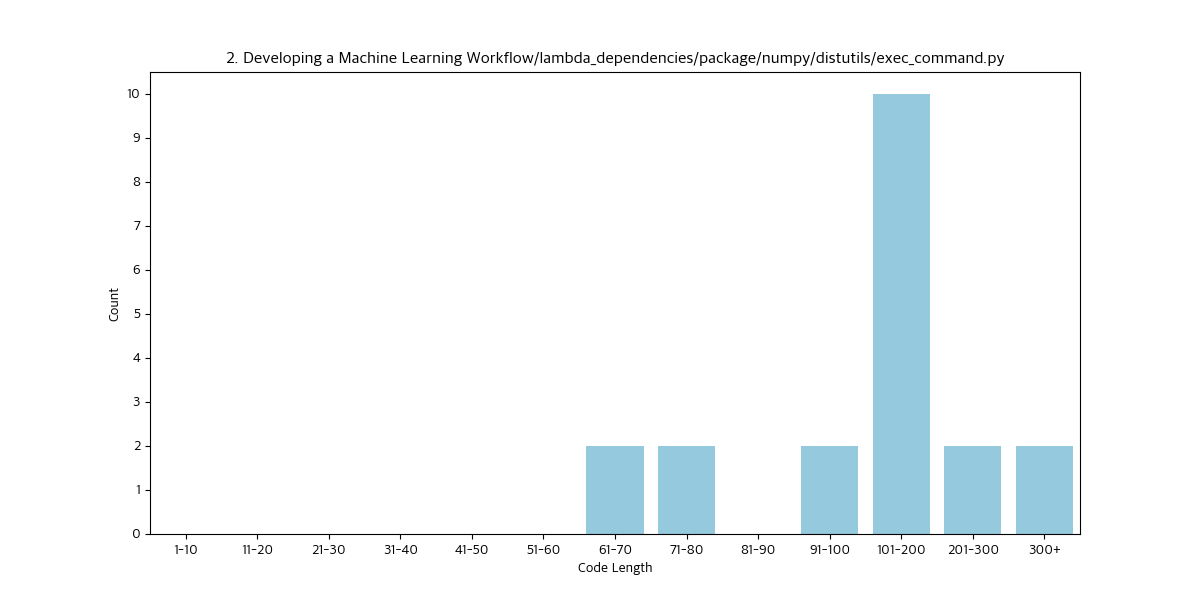 2. Developing a Machine Learning Workflow/lambda_dependencies/package/numpy/distutils/exec_command.py
10
9
8
7
6
5
4
3
2
1
0
Count
1-10 11-20 21-30 31-40 41-50 51-60 61-70 71-80 81-90 91-100 101-200 201-300 300+
Code Length